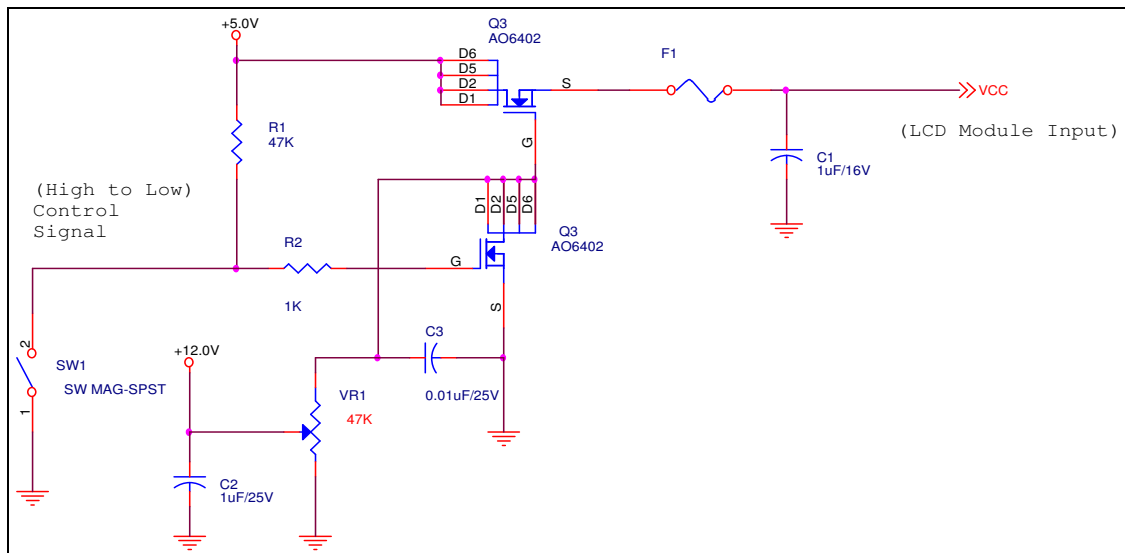 +5.0V
Q3
AO6402
D6
D5
D2
D1
S
G
F1
VCC
(LCD Module Input)
R1
47K
C1
1uF/16V
(High to Low)
Control
Signal
D1
D2
D5
D6
Q3
AO6402
R2
1K
G
S
2
SW1
SW MAG-SPST
1
+12.0V
C3
0.01uF/25V
VR1
47K
C2
1uF/25V